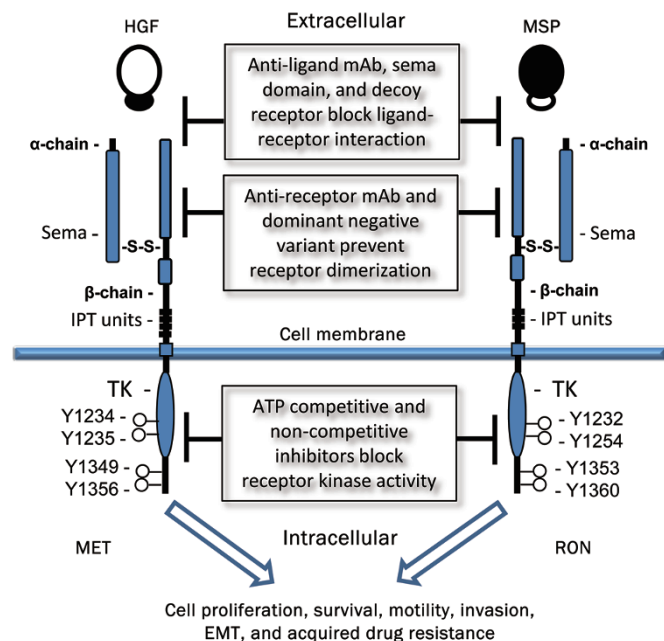 Extracellular
HGF
MSP
Anti-ligand mAb, sema
domain, and decoy
receptor block ligand-
receptor interaction
α-chain -
- α-chain
Anti-receptor mAb and
dominant negative
variant prevent
receptor dimerization
Sema -
-S-S-
-S-S-
- Sema
β-chain -
- β-chain
IPT units -
- IPT units
Cell membrane
TK -
- TK
ATP competitive and
non-competitive
inhibitors block
receptor kinase activity
Y1234 -
Y1235 -
Y1349 -
Y1356 -
- Y1232
- Y1254
- Y1353
- Y1360
Intracellular
MET
RON
Cell proliferation, survival, motility, invasion,
EMT, and acquired drug resistance